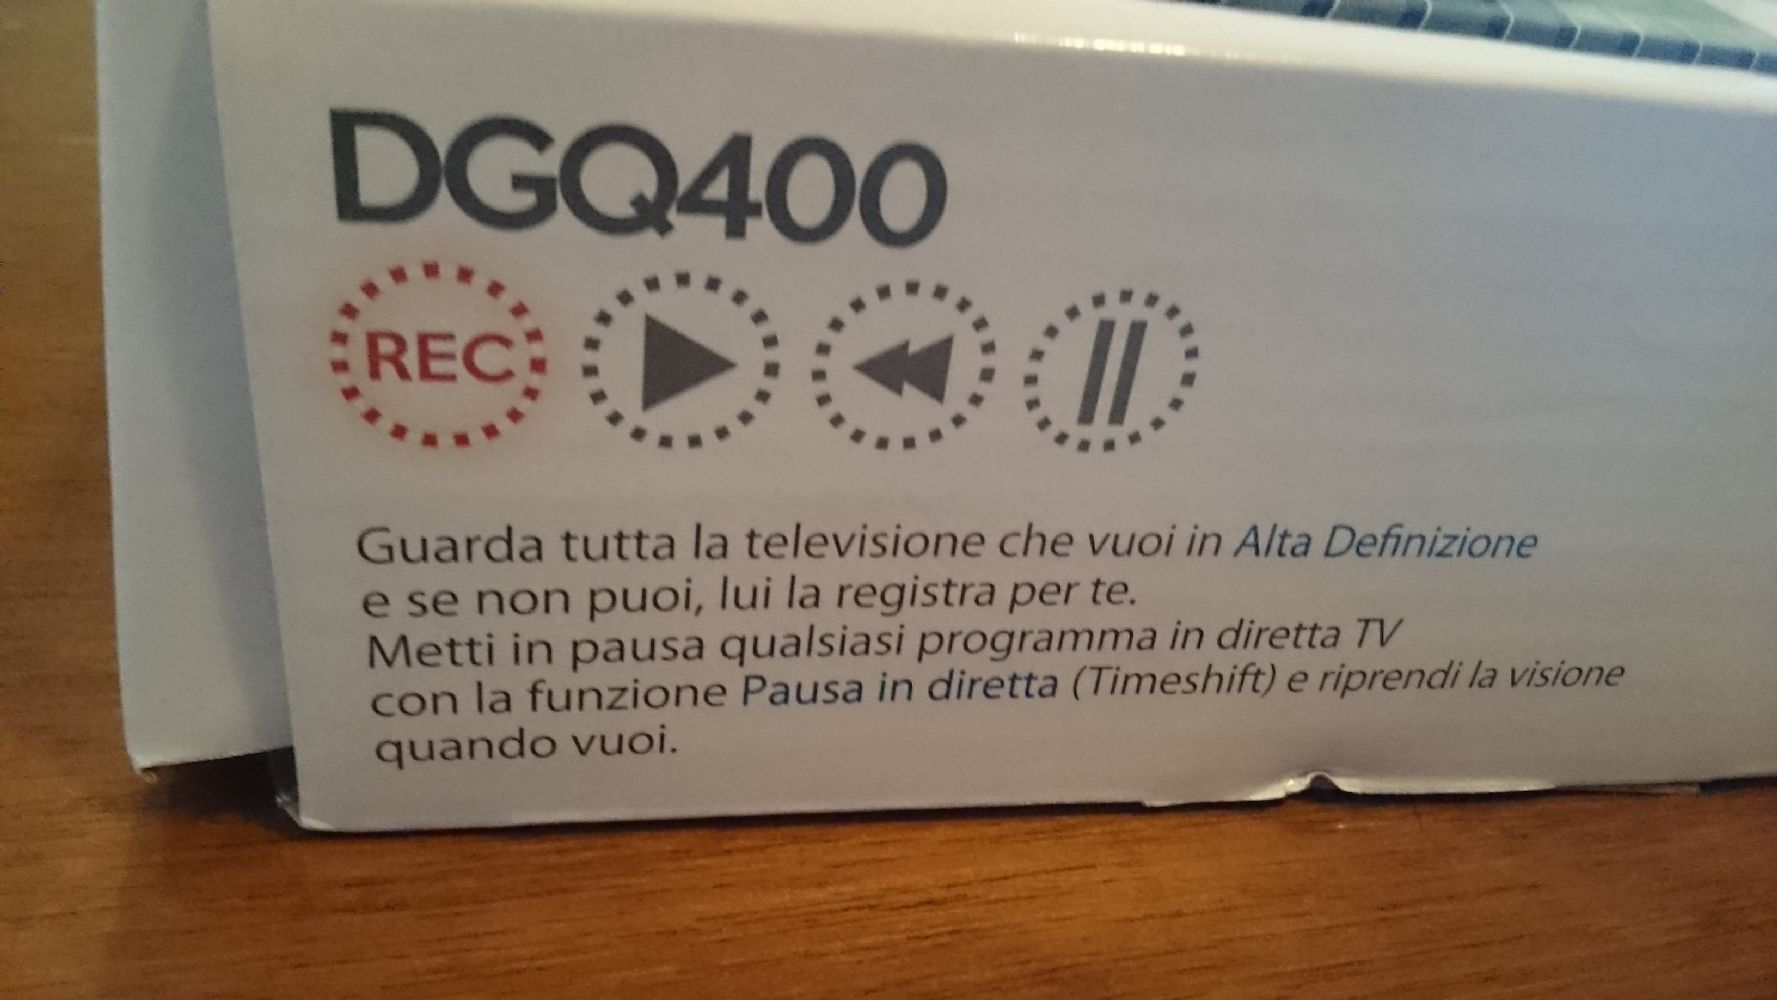 DGQ400
REC
Guarda tutta la televisione che vuoi in Alta Definizione
e se non puoi, lui la registra per te.
Metti in pausa qualsiasi programma in diretta TV
con la funzione Pausa in diretta (Timeshift) e riprendi la visione
quando vuoi.